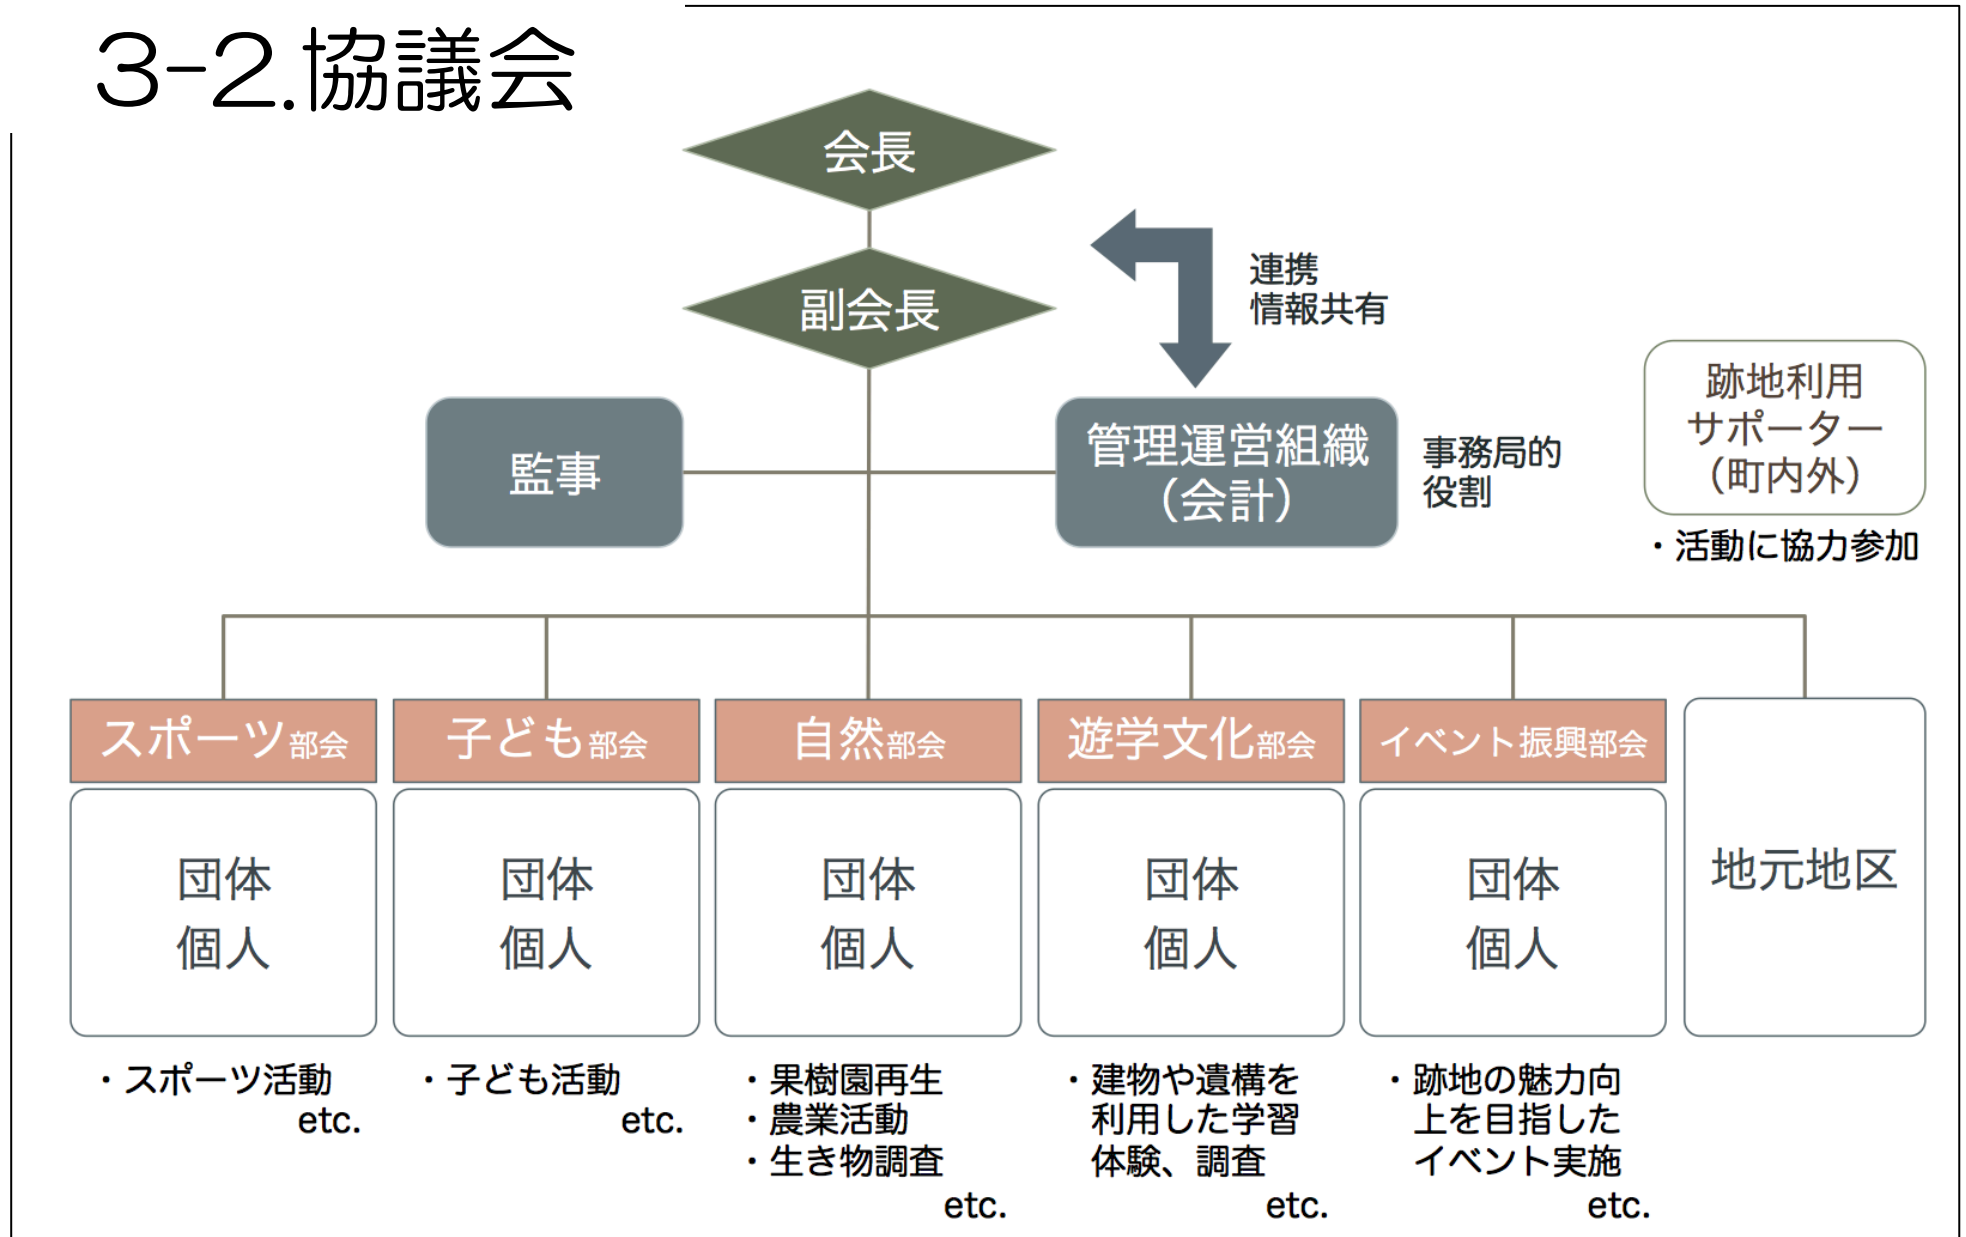 3-2.協議会
会長
副会長
連携
情報共有
監事
管理運営組織
（会計）
事務局的
役割
跡地利用
サポーター
（町内外）
・活動に協力参加
スポーツ部会
団体
個人
・スポーツ活動
etc.
子ども部会
団体
個人
・子ども活動
etc.
自然部会
団体
個人
・果樹園再生
・農業活動
・生き物調査
etc.
遊学文化部会
団体
個人
・建物や遺構を
利用した学習
体験、調査
etc.
イベント振興部会
団体
個人
・跡地の魅力向
上を目指した
イベント実施
etc.
地元地区